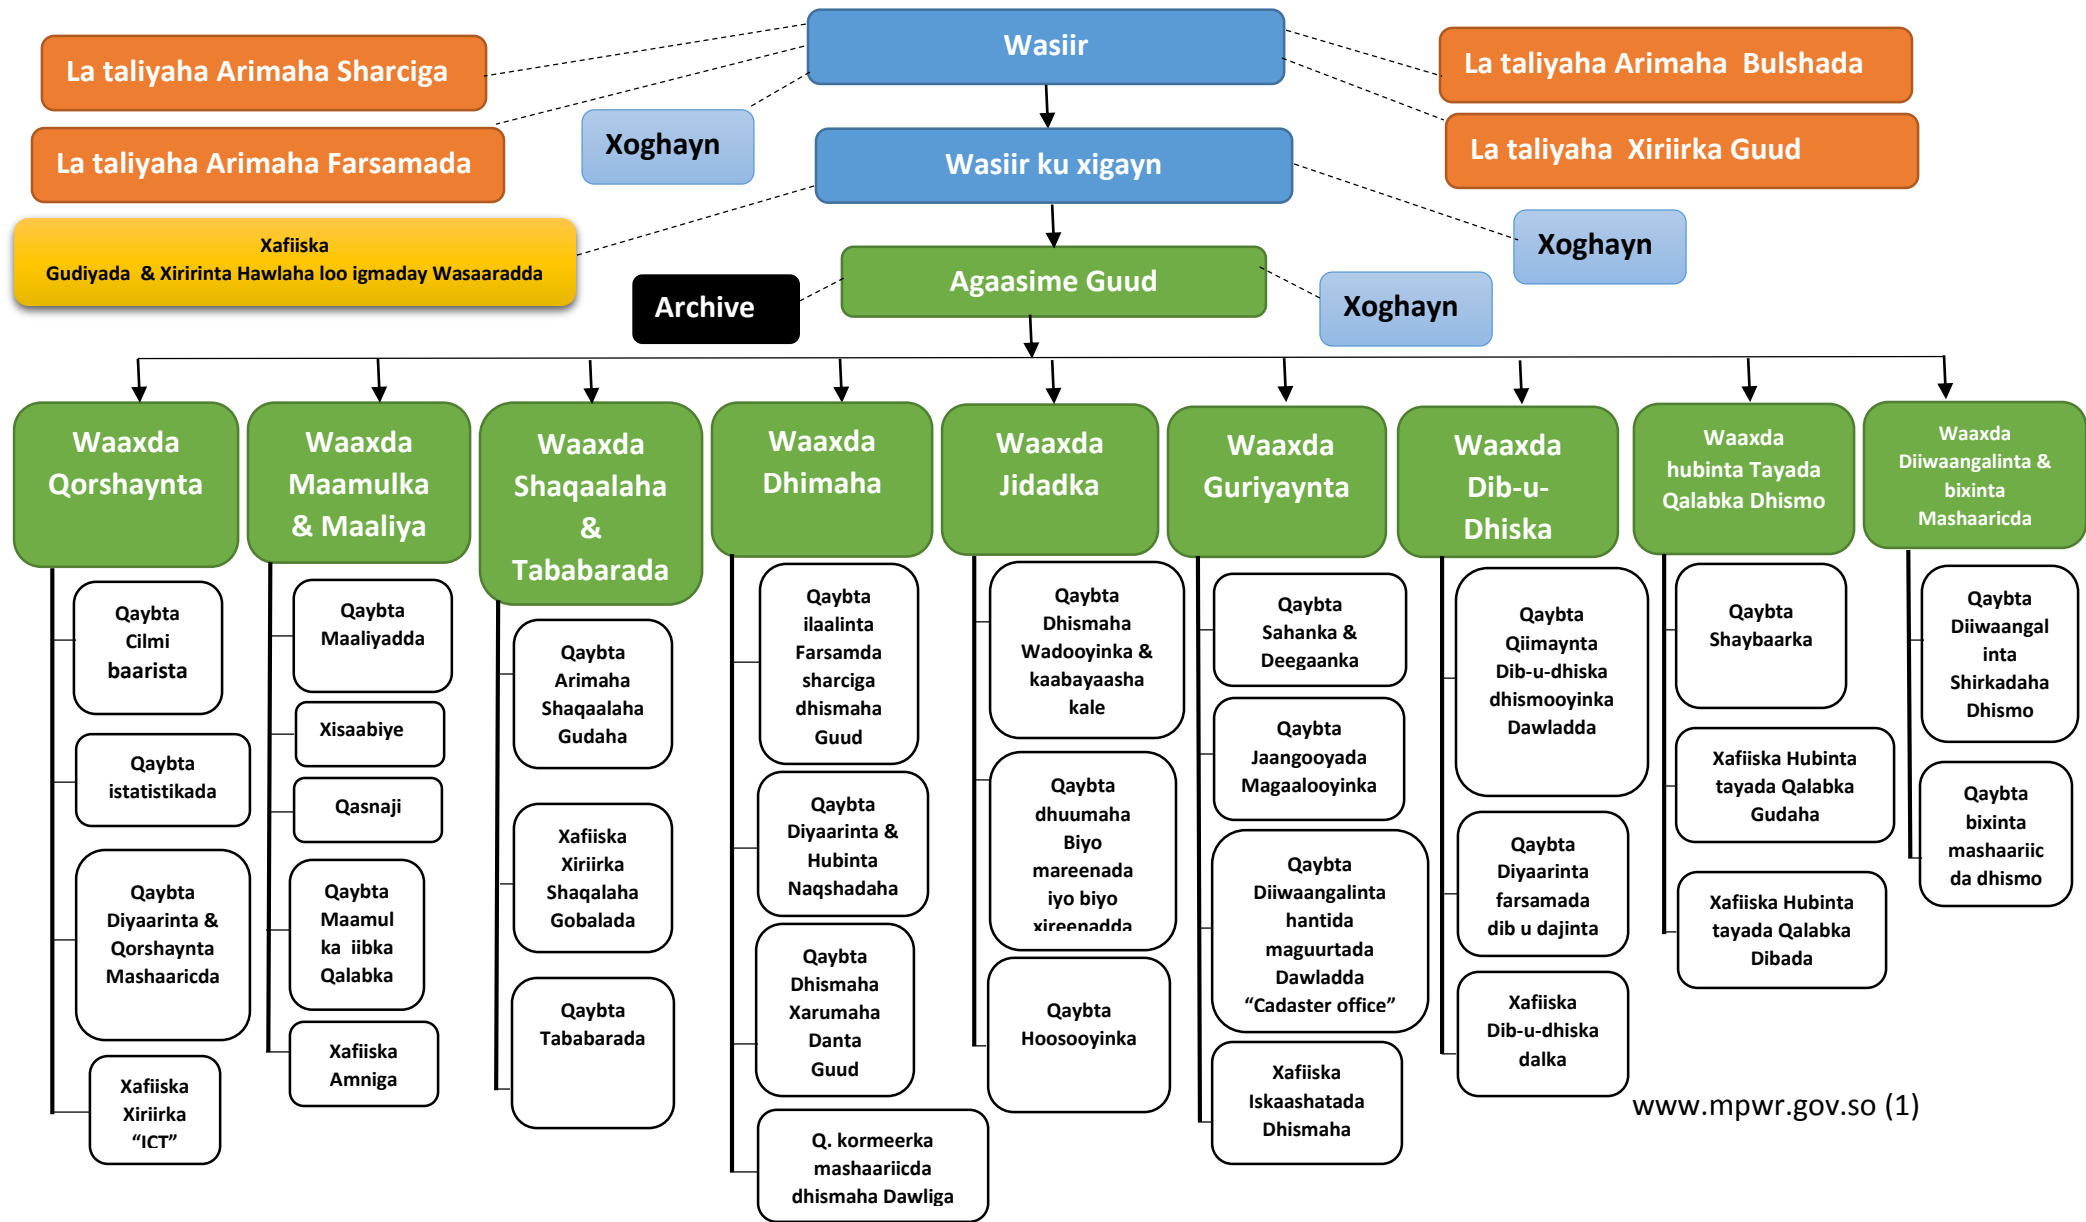 Wasiir
La taliyaha Arimaha Sharciga
La taliyaha Arimaha  Bulshada
La taliyaha Arimaha Farsamada
Xoghayn
La taliyaha  Xiriirka Guud
Wasiir ku xigayn
Xafiiska
Gudiyada  & Xiririnta Hawlaha loo igmaday Wasaaradda
Xoghayn
Agaasime Guud
Archive
Xoghayn
Waaxda
Qorshaynta
Waaxda
Maamulka
& Maaliya
Waaxda
Shaqaalaha
&
Tababarada
Waaxda
Dhimaha
Waaxda
Jidadka
Waaxda
Guriyaynta
Waaxda
Dib-u-
Dhiska
Waaxda
hubinta Tayada
Qalabka Dhismo
Waaxda
Diiwaangalinta &
bixinta
Mashaaricda
Qaybta
Cilmi
baarista
Qaybta
istatistikada
Qaybta
Diyaarinta &
Qorshaynta
Mashaaricda
Xafiiska
Xiriirka
“ICT”
Qaybta
Maaliyadda
Xisaabiye
Qasnaji
Qaybta
Maamul
ka  iibka
Qalabka
Xafiiska
Amniga
Qaybta
Arimaha
Shaqaalaha
Gudaha
Xafiiska
Xiriirka
Shaqalaha
Gobalada
Qaybta
Tababarada
Qaybta
ilaalinta
Farsamda
sharciga
dhismaha
Guud
Qaybta
Diyaarinta &
Hubinta
Naqshadaha
Qaybta
Dhismaha
Xarumaha
Danta
Guud
Q. kormeerka
mashaariicda
dhismaha Dawliga
Qaybta
Dhismaha
Wadooyinka &
kaabayaasha
kale
Qaybta
dhuumaha
Biyo
mareenada
iyo biyo
xireenadda
Qaybta
Hoosooyinka
Qaybta
Sahanka &
Deegaanka
Qaybta
Jaangooyada
Magaalooyinka
Qaybta
Diiwaangalinta
hantida
maguurtada
Dawladda
“Cadaster office”
Xafiiska
Iskaashatada
Dhismaha
Qaybta
Qiimaynta
Dib-u-dhiska
dhismooyinka
Dawladda
Qaybta
Diyaarinta
farsamada
dib u dajinta
Xafiiska
Dib-u-dhiska
dalka
Qaybta
Shaybaarka
Xafiiska Hubinta
tayada Qalabka
Gudaha
Xafiiska Hubinta
tayada Qalabka
Dibada
Qaybta
Diiwaangal
inta
Shirkadaha
Dhismo
Qaybta
bixinta
mashaariic
da dhismo
www.mpwr.gov.so (1)